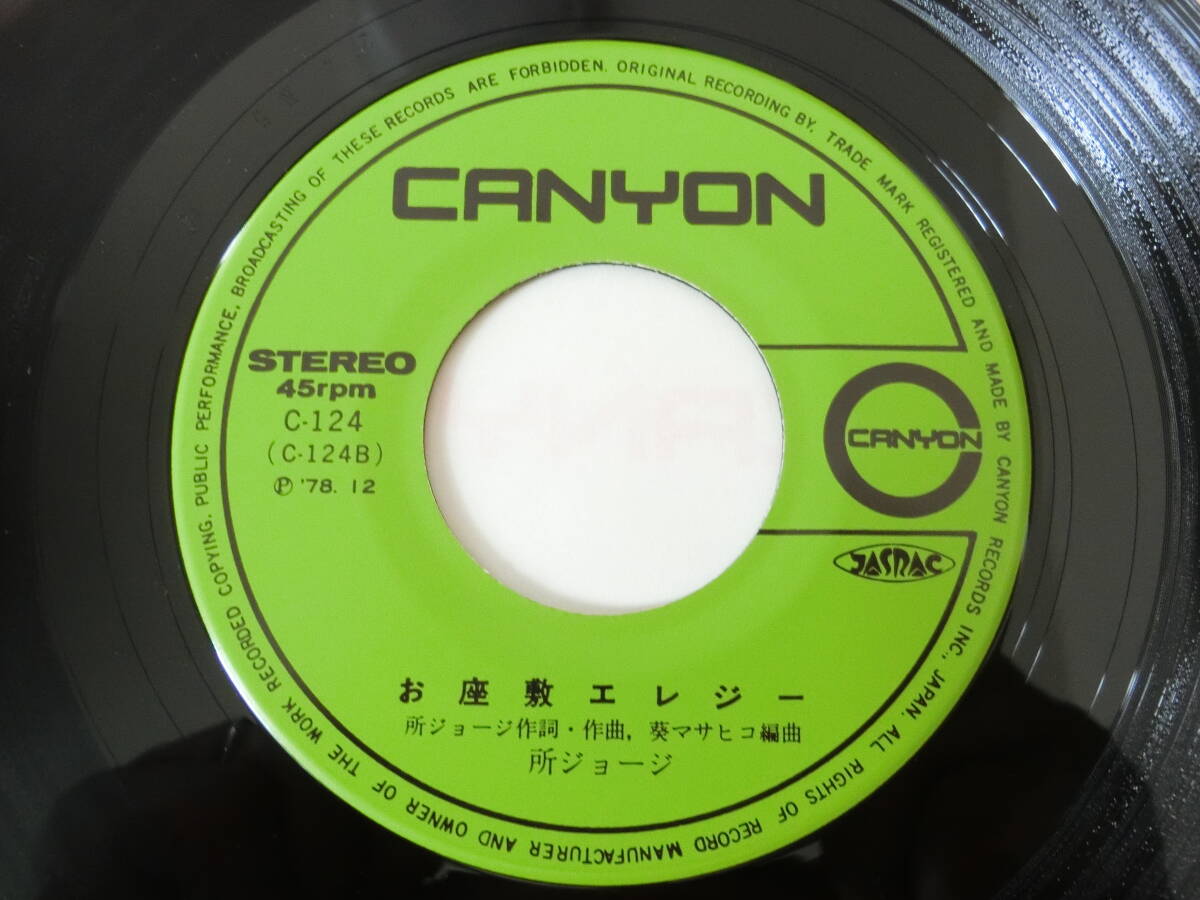 CANYON
STEREO
45rpm
C-124
(C-124B)
Ⓟ '78. 12
CANYON
JASRAC
お座敷エレジー
所ジョージ作詞・作曲, 葵マサヒコ編曲
所ジョージ
ALL RIGHTS OF RECORD MANUFACTURER AND OWNER OF THE WORK RECORDED COPYING, PUBLIC PERFORMANCE, BROADCASTING OF THESE RECORDS ARE FORBIDDEN. ORIGINAL RECORDING BY, TRADE MARK REGISTERED AND MADE BY CANYON RECORDS INC., JAPAN.